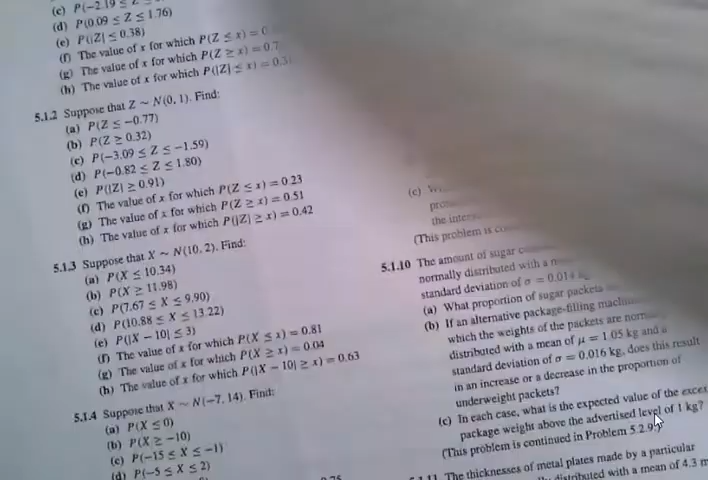 (c) P(−2.19 ≤ Z ≤
(d) P(0.09 ≤ Z ≤ 1.76)
(e) P(|Z| ≤ 0.38)
(f) The value of x for which P(Z ≤ x) = 0
(g) The value of x for which P(Z ≥ x) = 0.7
(h) The value of x for which P(|Z| ≤ x) = 0.3
5.1.2 Suppose that Z ∼ N(0, 1). Find:
(a) P(Z ≤ −0.77)
(b) P(Z ≥ 0.32)
(c) P(−3.09 ≤ Z ≤ −1.59)
(d) P(−0.82 ≤ Z ≤ 1.80)
(e) P(|Z| ≥ 0.91)
(f) The value of x for which P(Z ≤ x) = 0.23
(g) The value of x for which P(Z ≥ x) = 0.51
(h) The value of x for which P(|Z| ≥ x) = 0.42
5.1.3 Suppose that X ∼ N(10, 2). Find:
(a) P(X ≤ 10.34)
(b) P(X ≥ 11.98)
(c) P(7.67 ≤ X ≤ 9.90)
(d) P(10.88 ≤ X ≤ 13.22)
(e) P(|X − 10| ≤ 3)
(f) The value of x for which P(X ≤ x) = 0.81
(g) The value of x for which P(X ≥ x) = 0.04
(h) The value of x for which P(|X − 10| ≥ x) = 0.63
5.1.4 Suppose that X ∼ N(−7, 14). Find:
(a) P(X ≤ 0)
(b) P(X ≥ −10)
(c) P(−15 ≤ X ≤ −1)
(d) P(−5 ≤ X ≤ 2)
(c)
the
(This problem is
5.1.10 The amount of sugar
normally distributed with a
standard deviation of σ = 0.014
(a) What proportion of sugar packets
(b) If an alternative package-filling
which the weights of the packets are
distributed with a mean of μ = 1.05 kg and a
standard deviation of σ = 0.016 kg, does this result
in an increase or a decrease in the proportion of
underweight packets?
(c) In each case, what is the expected value of the
package weight above the advertised level of 1 kg?
(This problem is continued in Problem 5.2.9.)
The thicknesses of metal plates made by a particular
distributed with a mean of 4.3